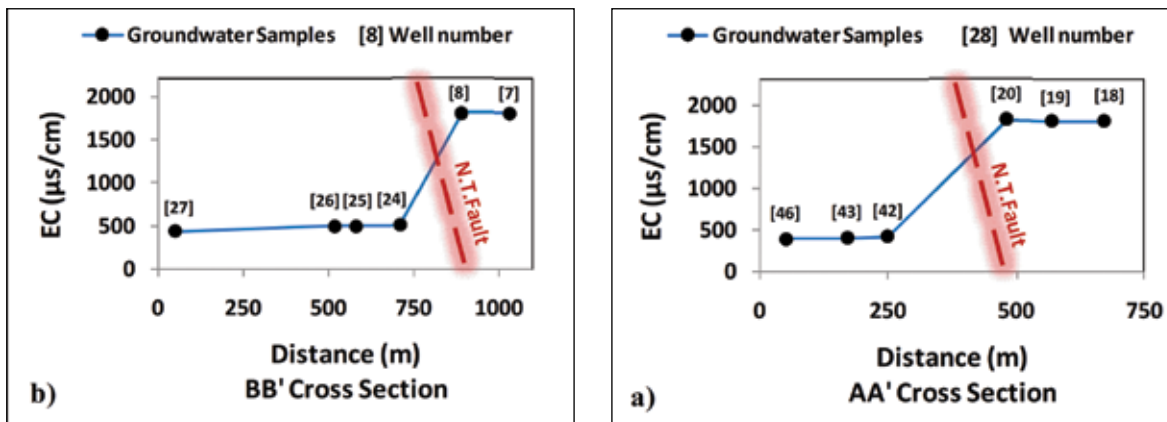 Groundwater Samples [8] Well number
2000
1500
1000
500
0
EC (µs/cm)
[27]
[26] [25] [24]
[8] [7]
N.T.Fault
0 250 500 750 1000
Distance (m)
b) BB' Cross Section
Groundwater Samples [28] Well number
2000
1500
1000
500
0
EC (µs/cm)
[46] [43] [42]
[20] [19] [18]
N.T.Fault
0 250 500 750
Distance (m)
a) AA' Cross Section